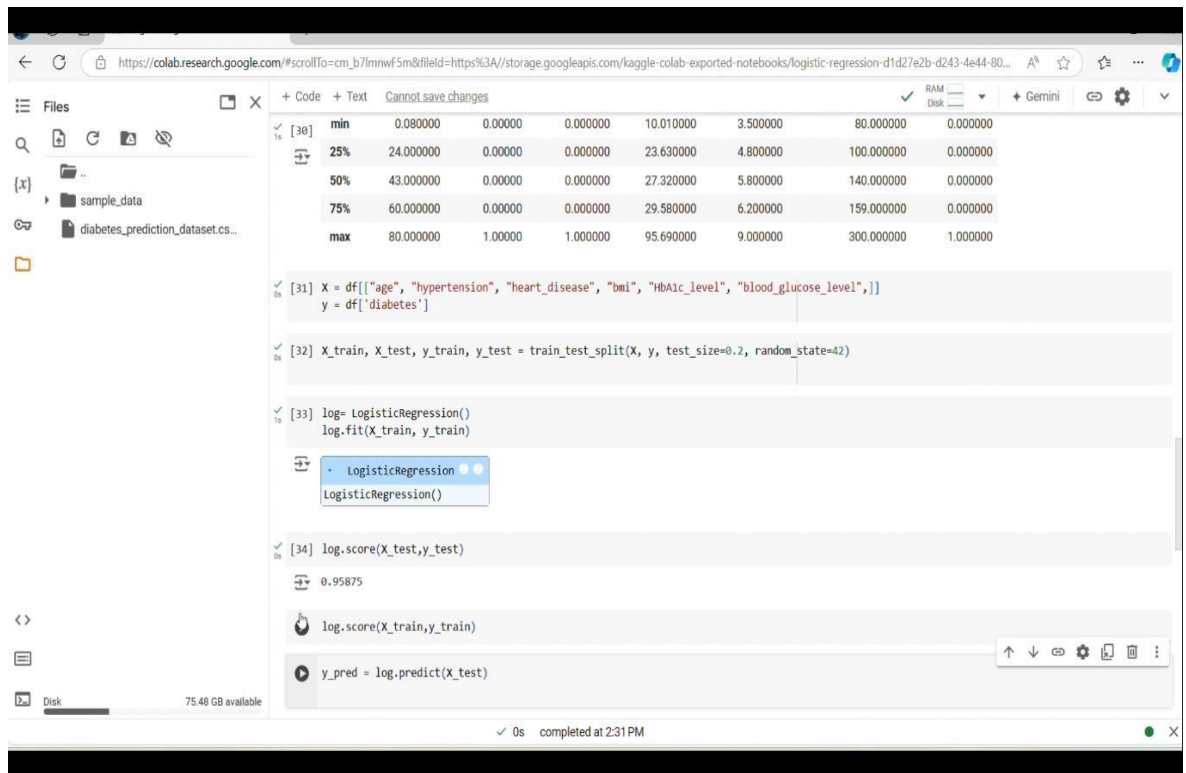 https://colab.research.google.com/#scrollTo=cm_b7lmnwF5m&fileId=https%3A//storage.googleapis.com/kaggle-colab-exported-notebooks/logistic-regression-d1d27e2b-d243-4e44-80...
Files
+ Code + Text Cannot save changes
RAM
Disk
Gemini
[30] min 0.080000 0.00000 0.000000 10.010000 3.500000 80.000000 0.000000
1s
25% 24.000000 0.00000 0.000000 23.630000 4.800000 100.000000 0.000000
50% 43.000000 0.00000 0.000000 27.320000 5.800000 140.000000 0.000000
75% 60.000000 0.00000 0.000000 29.580000 6.200000 159.000000 0.000000
max 80.000000 1.00000 1.000000 95.690000 9.000000 300.000000 1.000000
..
{x}
sample_data
diabetes_prediction_dataset.cs...
[31] X = df[["age", "hypertension", "heart_disease", "bmi", "HbA1c_level", "blood_glucose_level",]]
0s
y = df['diabetes']
[32] X_train, X_test, y_train, y_test = train_test_split(X, y, test_size=0.2, random_state=42)
0s
[33] log= LogisticRegression()
1s
log.fit(X_train, y_train)
LogisticRegression
LogisticRegression()
[34] log.score(X_test,y_test)
0s
0.95875
log.score(X_train,y_train)
y_pred = log.predict(X_test)
Disk 75.48 GB available
0s completed at 2:31 PM